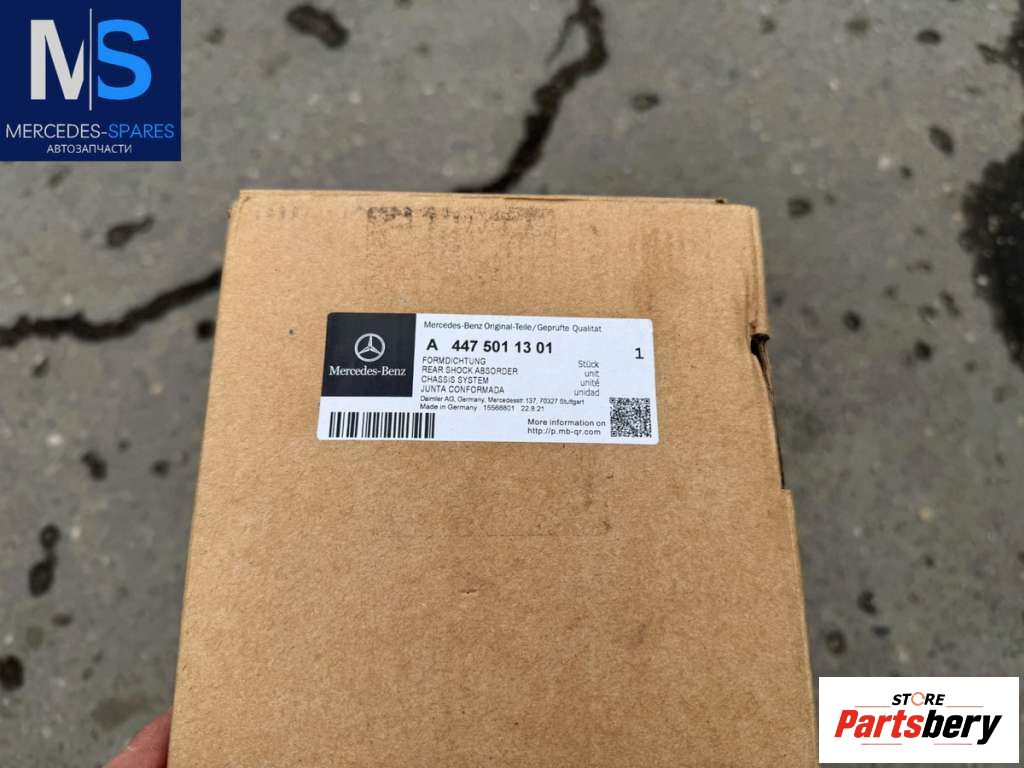 MS
MERCEDES-SPARES
АВТОЗАПЧАСТИ
Mercedes-Benz Original-Teile/Geprüfte Qualität
A 447 501 13 01
1
FORMDICHTUNG
REAR SHOCK ABSORDER
CHASSIS SYSTEM
JUNTA CONFORMADA
Stück
unit
unité
unidad
Mercedes-Benz
Daimler AG, Germany, Mercedesstr. 137, 70327 Stuttgart
Made in Germany 15566801 22.8.21
More information on
http://p.mb-qr.com
STORE
Partsbery